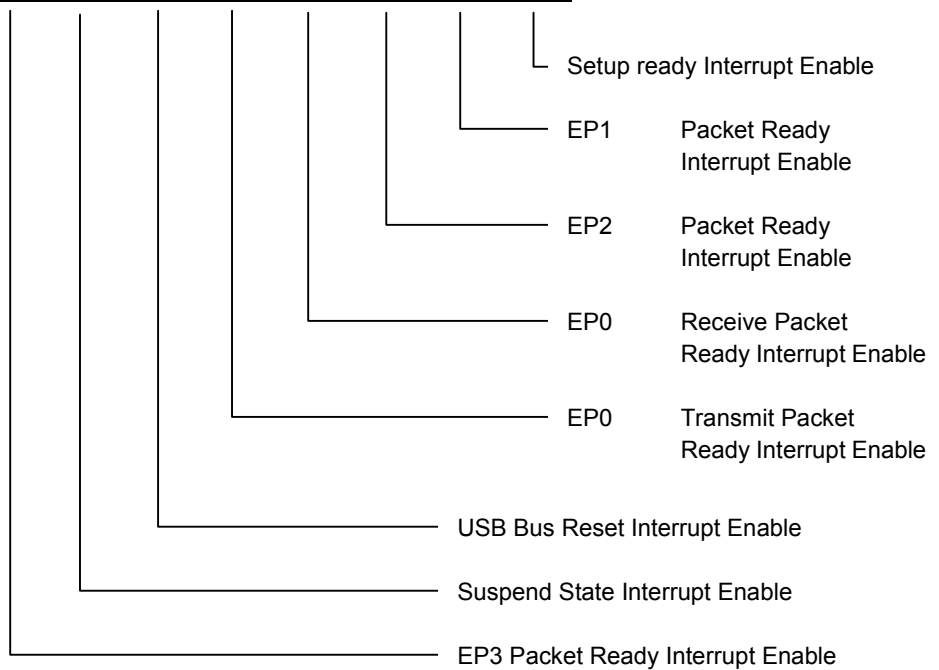 Setup ready Interrupt Enable
EP1 Packet Ready
Interrupt Enable
EP2 Packet Ready
Interrupt Enable
EP0 Receive Packet
Ready Interrupt Enable
EP0 Transmit Packet
Ready Interrupt Enable
USB Bus Reset Interrupt Enable
Suspend State Interrupt Enable
EP3 Packet Ready Interrupt Enable